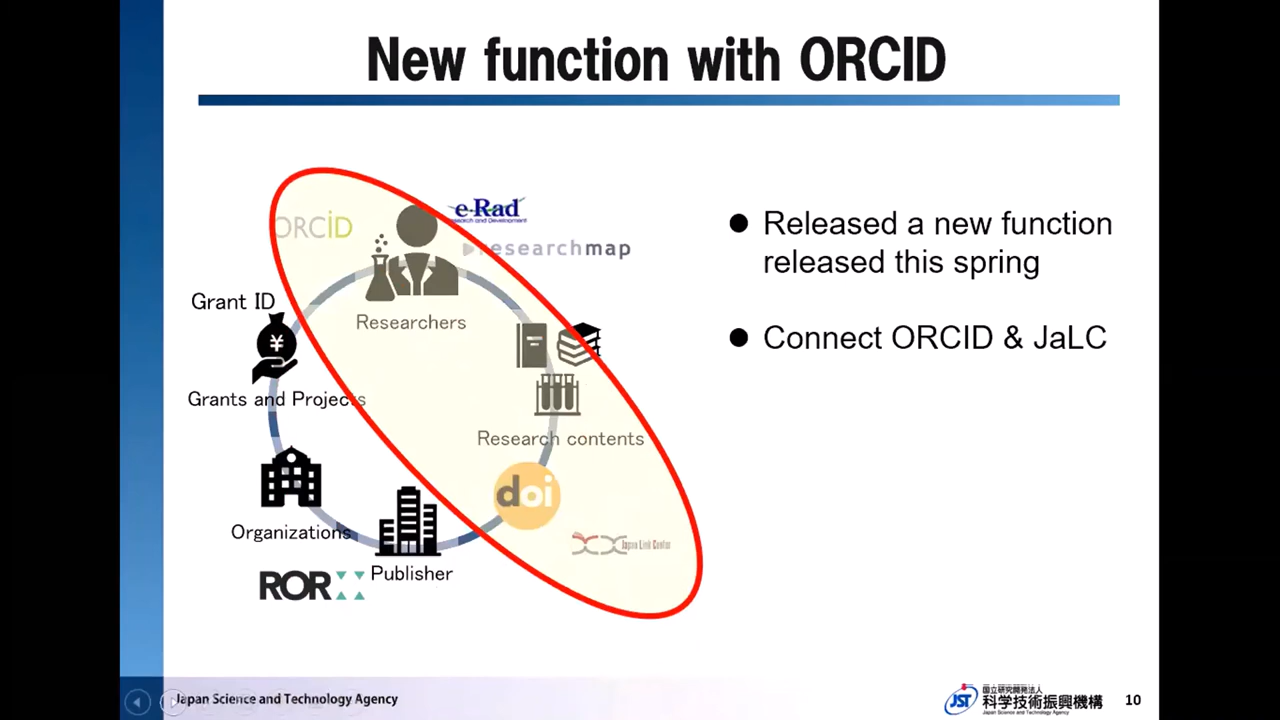 New function with ORCID
ORCID
e-Rad
Research and Development
researchmap
Researchers
Grant ID
¥
Grants and Projects
Research contents
doi
Japan Link Center
Organizations
Publisher
ROR
● Released a new function
released this spring
● Connect ORCID & JaLC
Japan Science and Technology Agency
JST
国立研究開発法人
科学技術振興機構
Japan Science and Technology Agency
10